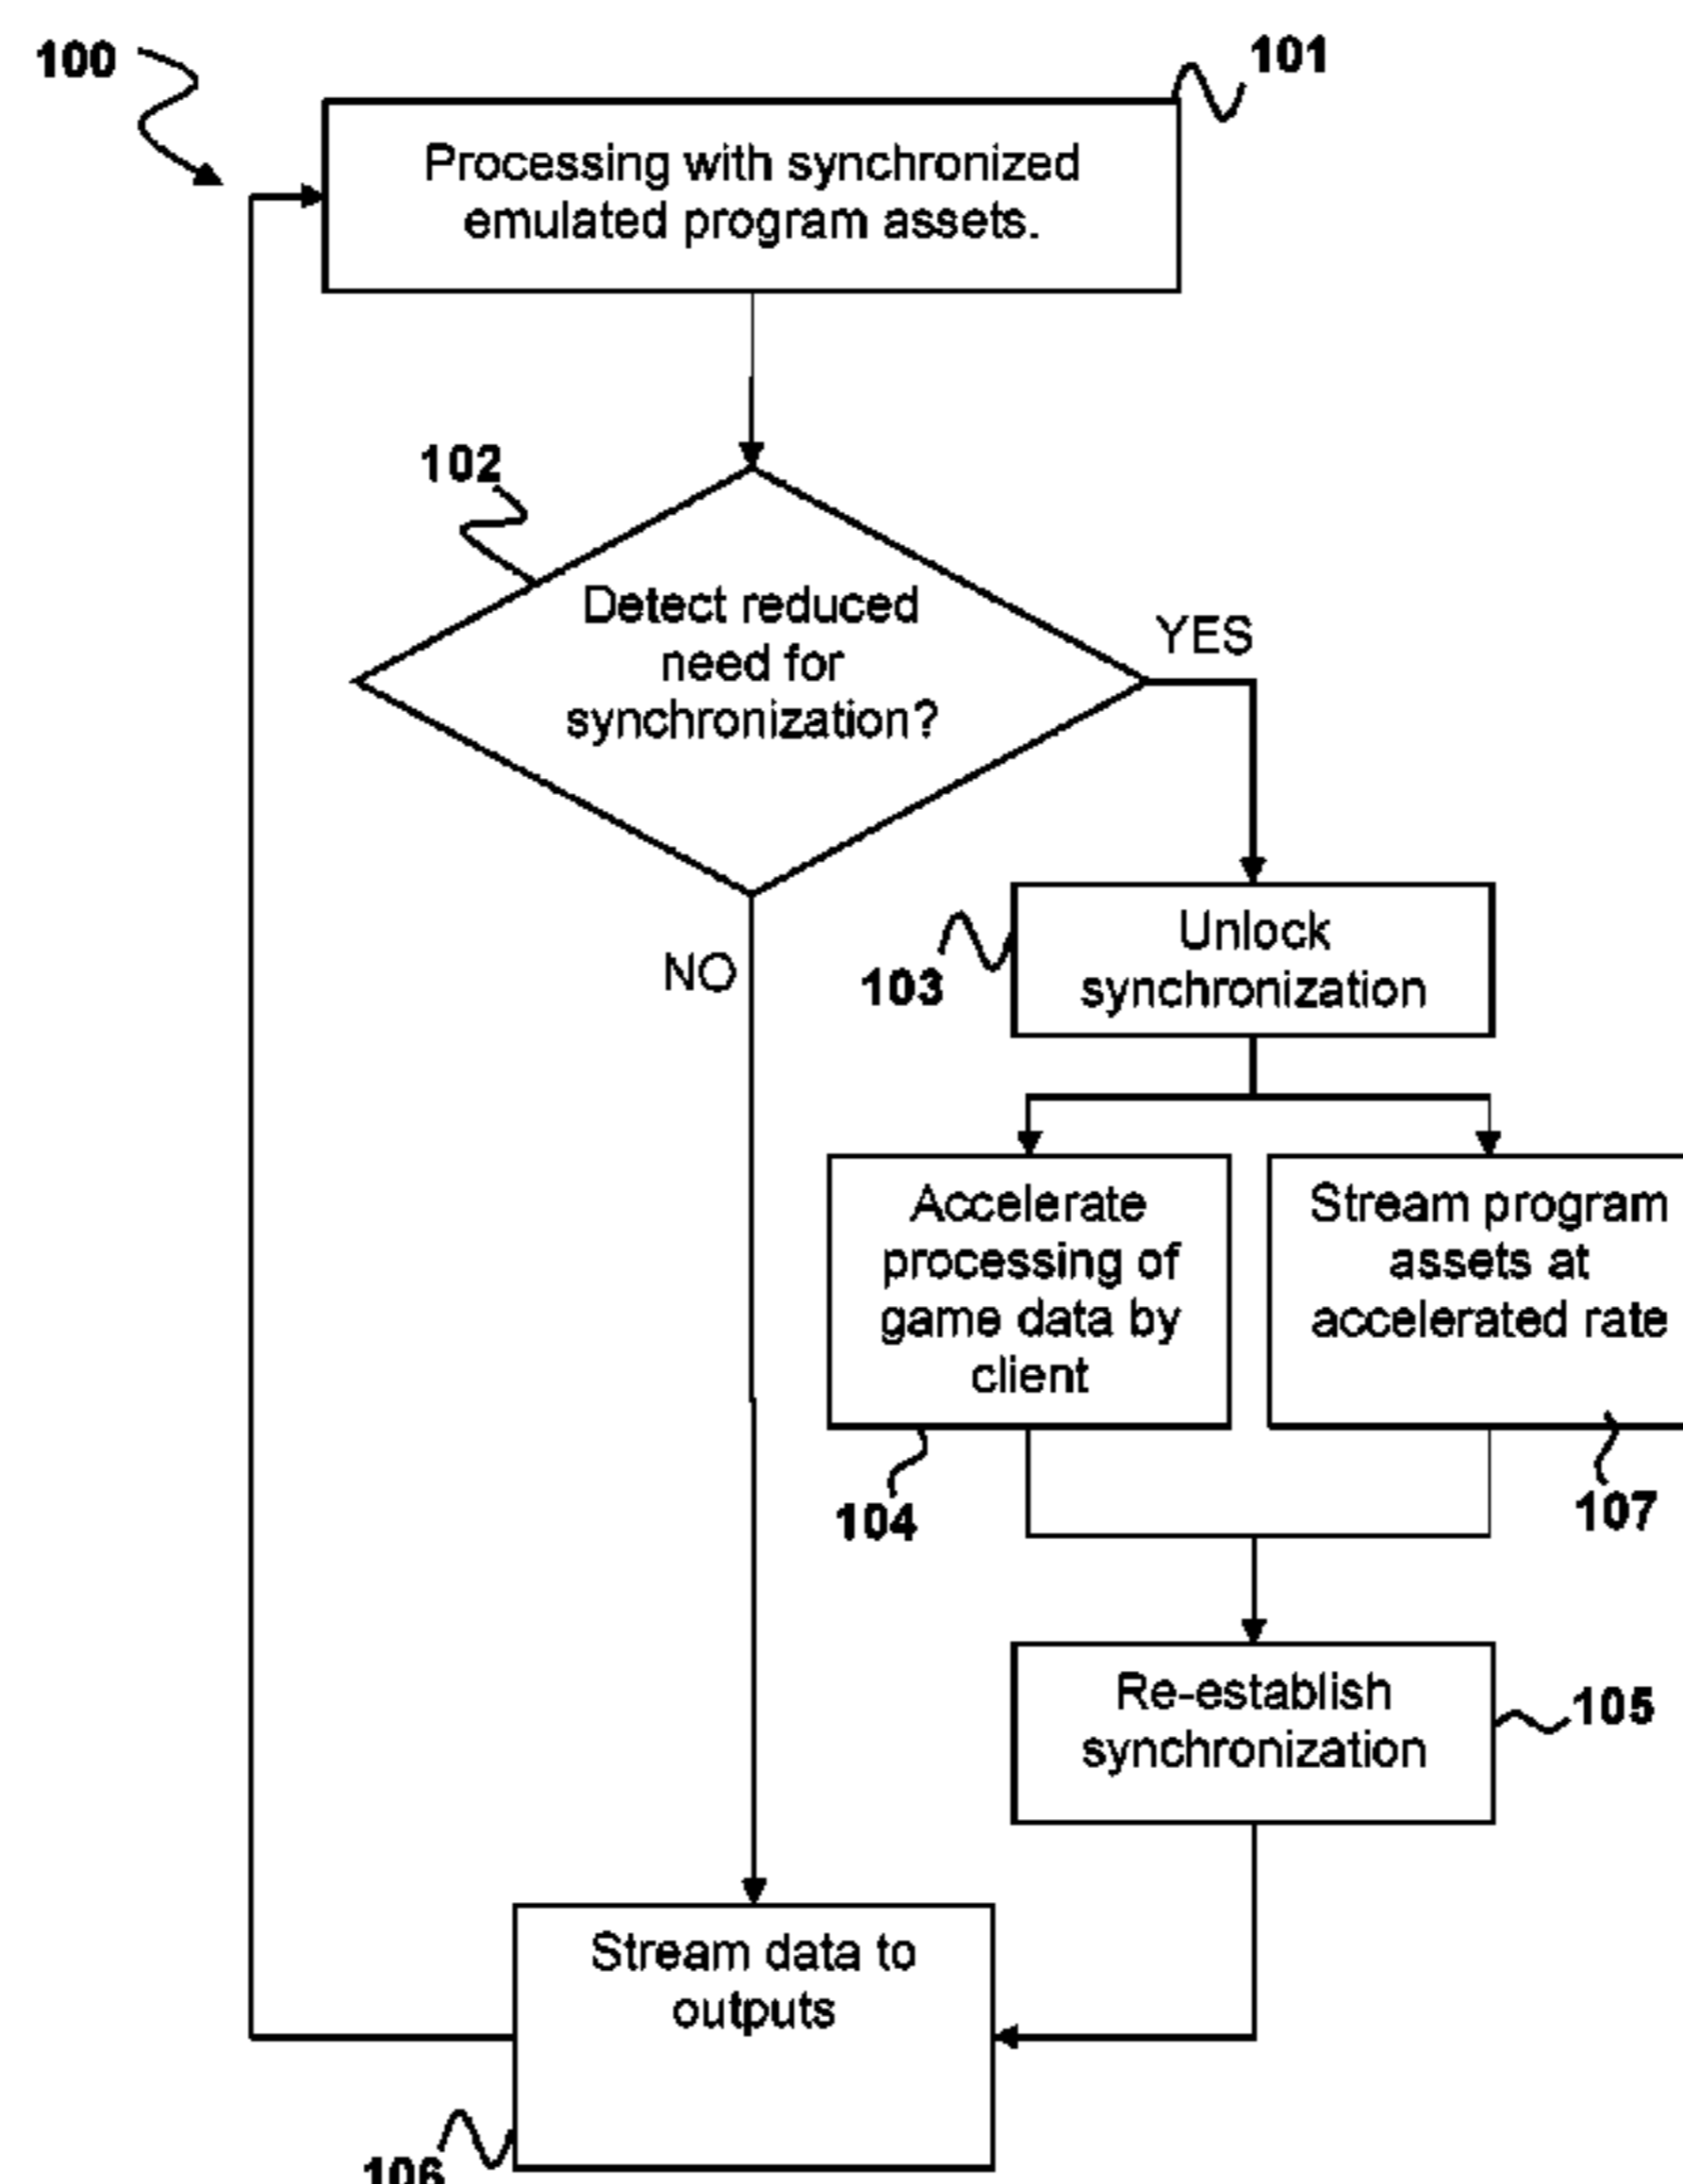 100
101
Processing with synchronized
emulated program assets.
102
Detect reduced
need for
synchronization?
YES
NO
103
Unlock
synchronization
Accelerate
processing of
game data by
client
Stream program
assets at
accelerated rate
104
107
Re-establish
synchronization
105
Stream data to
outputs
106